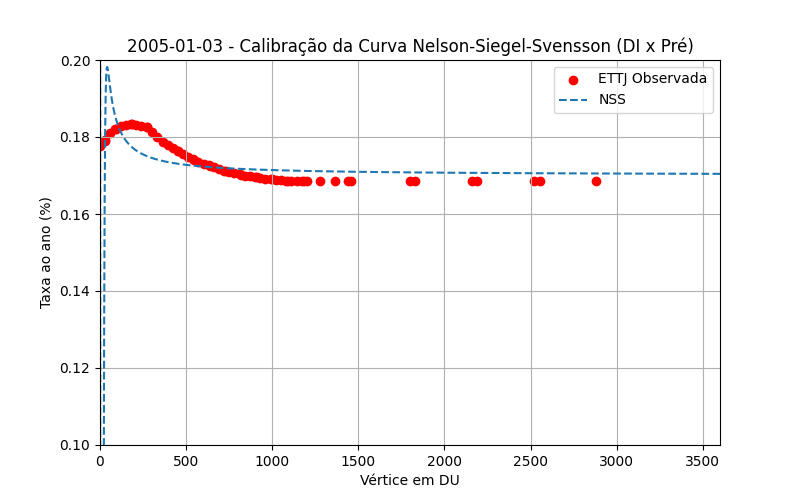 2005-01-03 - Calibração da Curva Nelson-Siegel-Svensson (DI x Pré)
ETTJ Observada
NSS
Taxa ao ano (%)
0.20
0.18
0.16
0.14
0.12
0.10
0 500 1000 1500 2000 2500 3000 3500
Vértice em DU